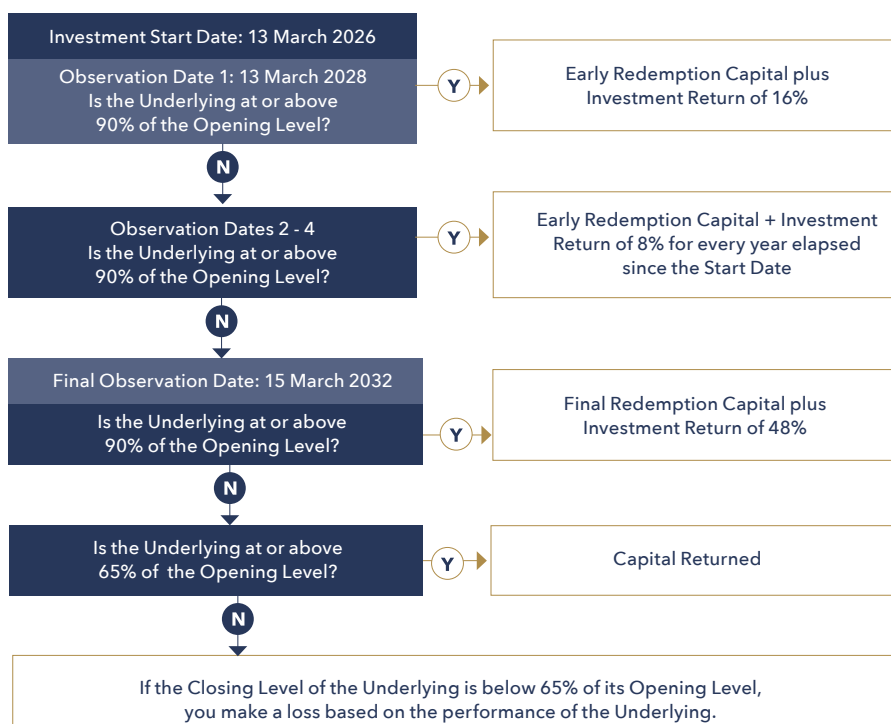 Investment Start Date: 13 March 2026
Observation Date 1: 13 March 2028
Is the Underlying at or above
90% of the Opening Level?
Y
Early Redemption Capital plus
Investment Return of 16%
N
Observation Dates 2 - 4
Is the Underlying at or above
90% of the Opening Level?
Y
Early Redemption Capital + Investment
Return of 8% for every year elapsed
since the Start Date
N
Final Observation Date: 15 March 2032
Is the Underlying at or above
90% of the Opening Level?
Y
Final Redemption Capital plus
Investment Return of 48%
N
Is the Underlying at or above
65% of the Opening Level?
Y
Capital Returned
N
If the Closing Level of the Underlying is below 65% of its Opening Level,
you make a loss based on the performance of the Underlying.